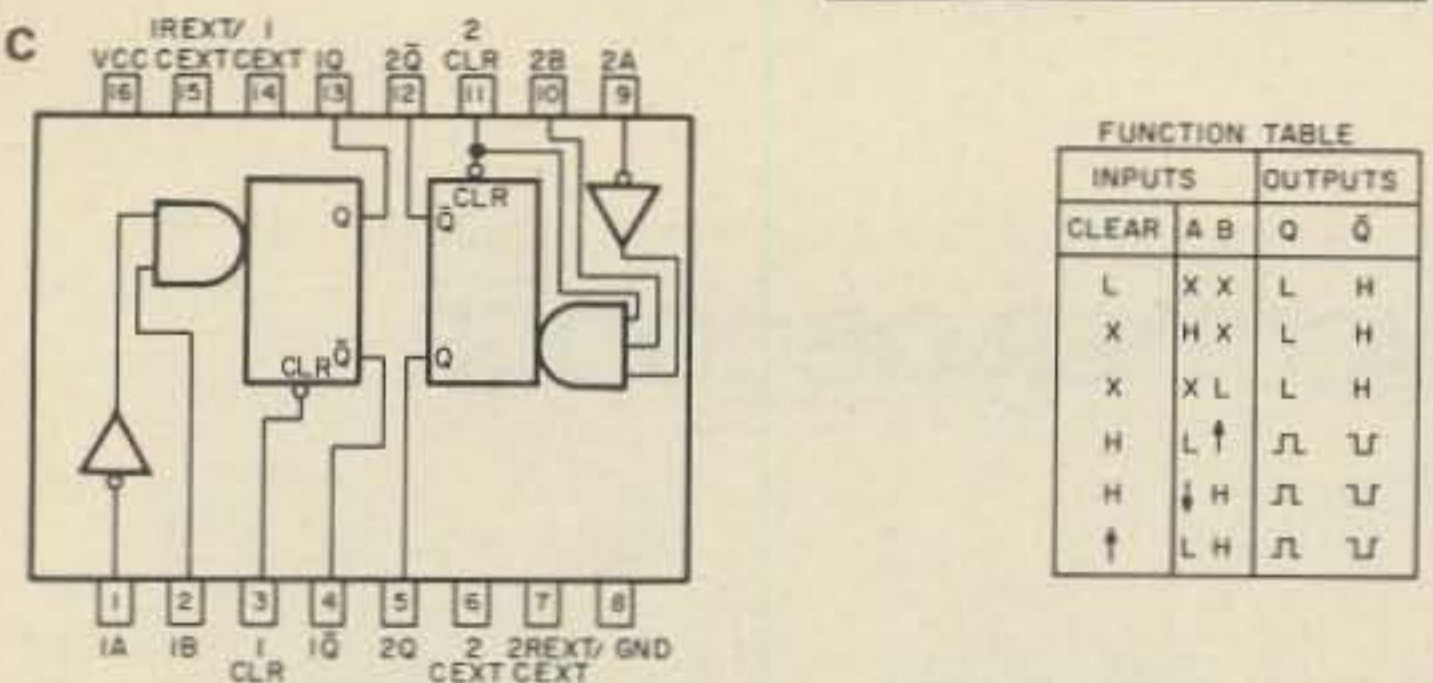 C
1REXT/ 1 2
VCC CEXT CEXT 1Q 2Q̄ CLR 2B 2A
16 15 14 13 12 11 10 9
Q
Q̄
CLR
CLR
Q̄
Q
1 2 3 4 5 6 7 8
1A 1B 1 1Q̄ 2Q 2 2REXT/ GND
CLR CEXT CEXT
FUNCTION TABLE
INPUTS OUTPUTS
CLEAR A B Q Q̄
L X X L H
X H X L H
X X L L H
H L ↑ ⎍ ⊔
H ↓ H ⎍ ⊔
↑ L H ⎍ ⊔